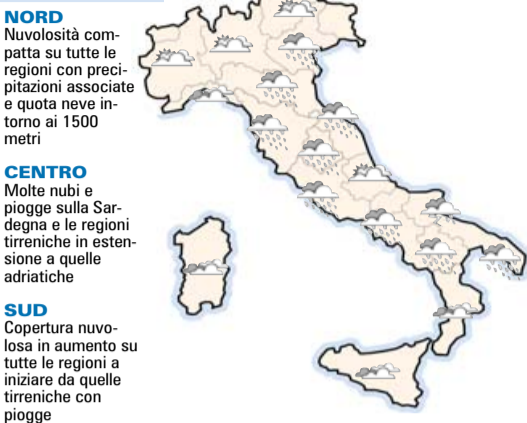 NORD
Nuvolosità com-
patta su tutte le
regioni con preci-
pitazioni associate
e quota neve in-
torno ai 1500
metri
CENTRO
Molte nubi e
piogge sulla Sar-
degna e le regioni
tirreniche in esten-
sione a quelle
adriatiche
SUD
Copertura nuvo-
losa in aumento su
tutte le regioni a
iniziare da quelle
tirreniche con
piogge